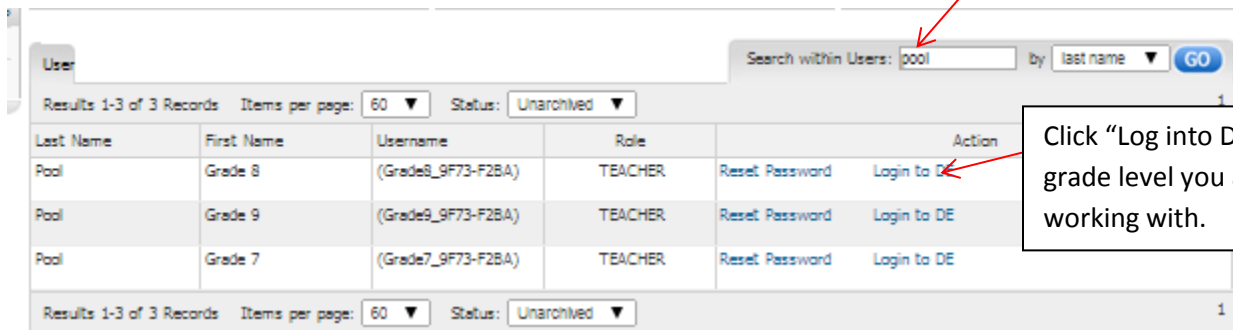 User
Search within Users: pool by last name ▼ GO
Results 1-3 of 3 Records Items per page: 60 ▼ Status: Unarchived ▼ 1
Last Name First Name Username Role Action
Pool Grade 8 (Grade8_9F73-F2BA) TEACHER Reset Password Login to DE
Pool Grade 9 (Grade9_9F73-F2BA) TEACHER Reset Password Login to DE
Pool Grade 7 (Grade7_9F73-F2BA) TEACHER Reset Password Login to DE
Click “Log into
grade level you
working with.
Results 1-3 of 3 Records Items per page: 60 ▼ Status: Unarchived ▼ 1